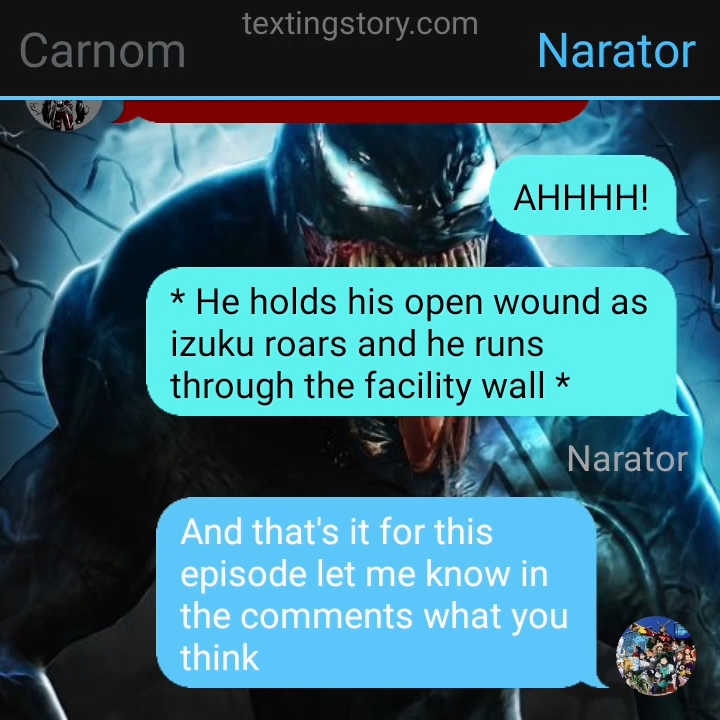 textingstory.com
Carnom
Narator
AHHHH!
* He holds his open wound as
izuku roars and he runs
through the facility wall *
Narator
And that's it for this
episode let me know in
the comments what you
think